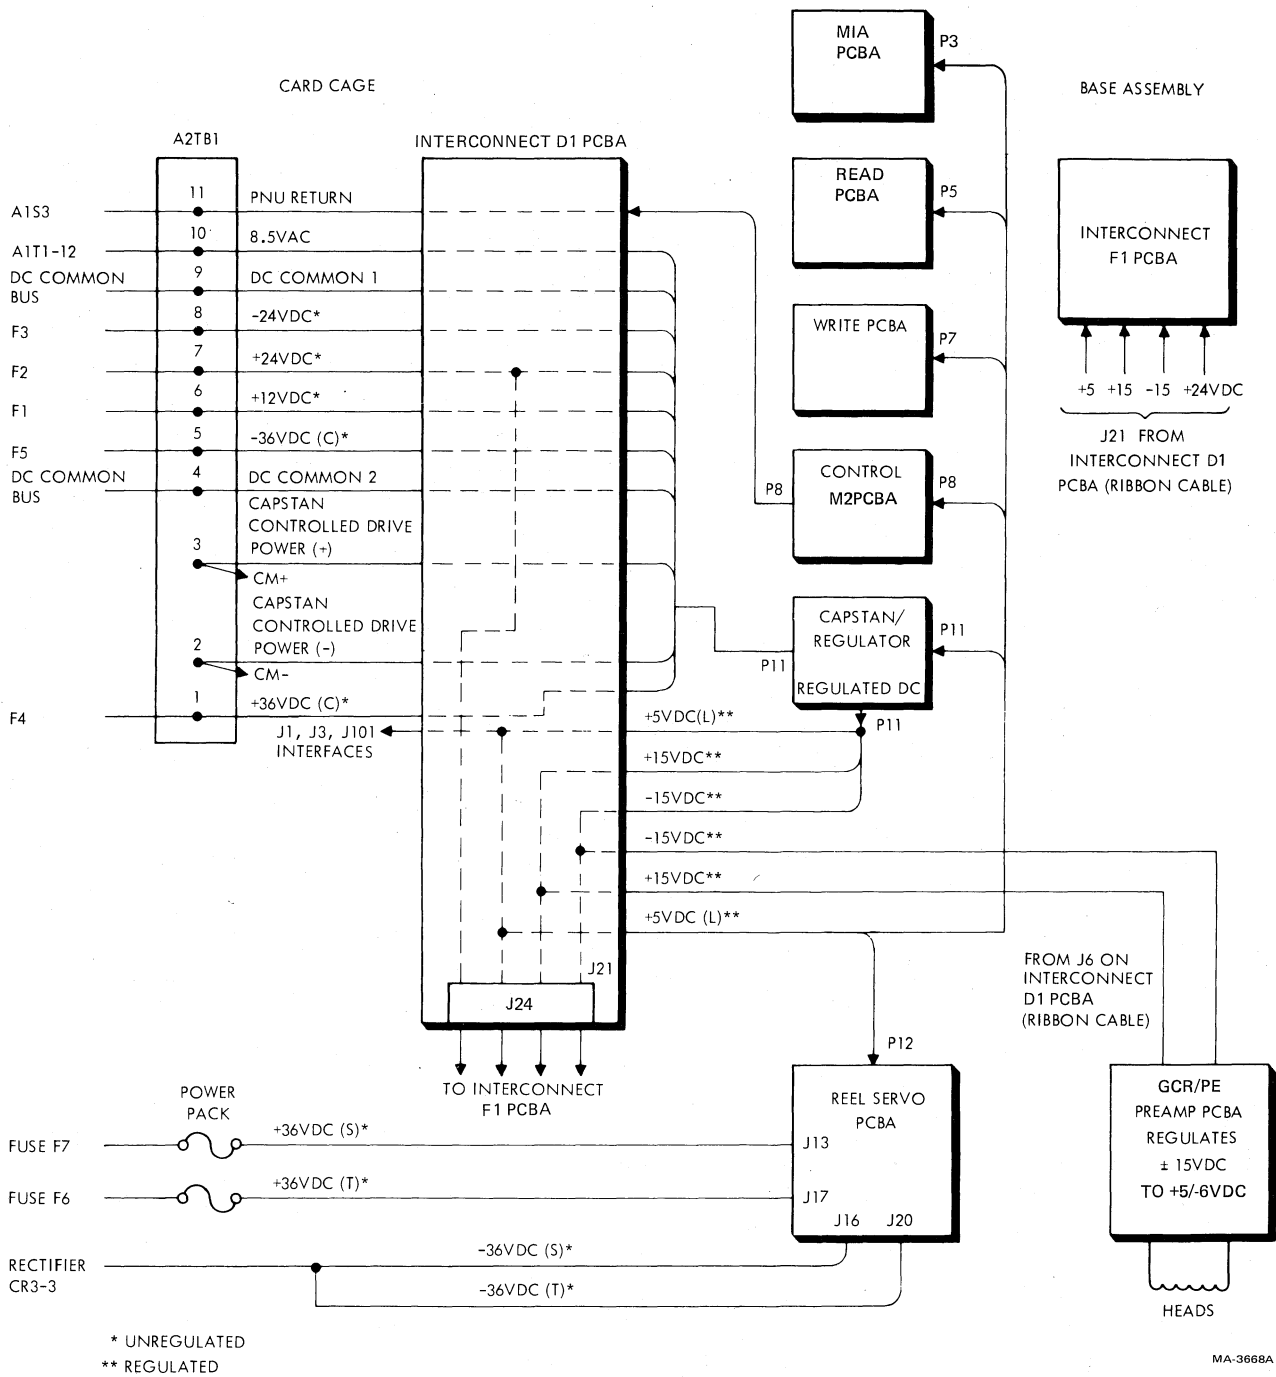 MIA
PCBA
P3
CARD CAGE
BASE ASSEMBLY
A2TB1
INTERCONNECT D1 PCBA
READ
PCBA
P5
11
PNU RETURN
A1S3
10
8.5VAC
A1T1-12
INTERCONNECT
F1 PCBA
9
DC COMMON
BUS
DC COMMON 1
8
-24VDC*
F3
WRITE PCBA
P7
7
+24VDC*
F2
+5 +15 -15 +24VDC
6
+12VDC*
F1
5
-36VDC (C)*
F5
J21 FROM
INTERCONNECT D1
PCBA (RIBBON CABLE)
4
DC COMMON
BUS
DC COMMON 2
CONTROL
M2PCBA
P8
P8
CAPSTAN
CONTROLLED DRIVE
POWER (+)
3
CM+
CAPSTAN
CONTROLLED DRIVE
POWER (-)
2
CM-
CAPSTAN/
REGULATOR
P11
P11
REGULATED DC
P11
1
+36VDC (C)*
F4
J1, J3, J101
INTERFACES
+5VDC(L)**
+15VDC**
-15VDC**
-15VDC**
+15VDC**
+5VDC (L)**
J21
J24
FROM J6 ON
INTERCONNECT
D1 PCBA
(RIBBON CABLE)
P12
TO INTERCONNECT
F1 PCBA
POWER
PACK
REEL SERVO
PCBA
GCR/PE
PREAMP PCBA
REGULATES
± 15VDC
TO +5/-6VDC
FUSE F7
+36VDC (S)*
J13
FUSE F6
+36VDC (T)*
J17
J16 J20
RECTIFIER
CR3-3
-36VDC (S)*
-36VDC (T)*
HEADS
* UNREGULATED
** REGULATED
MA-3668A